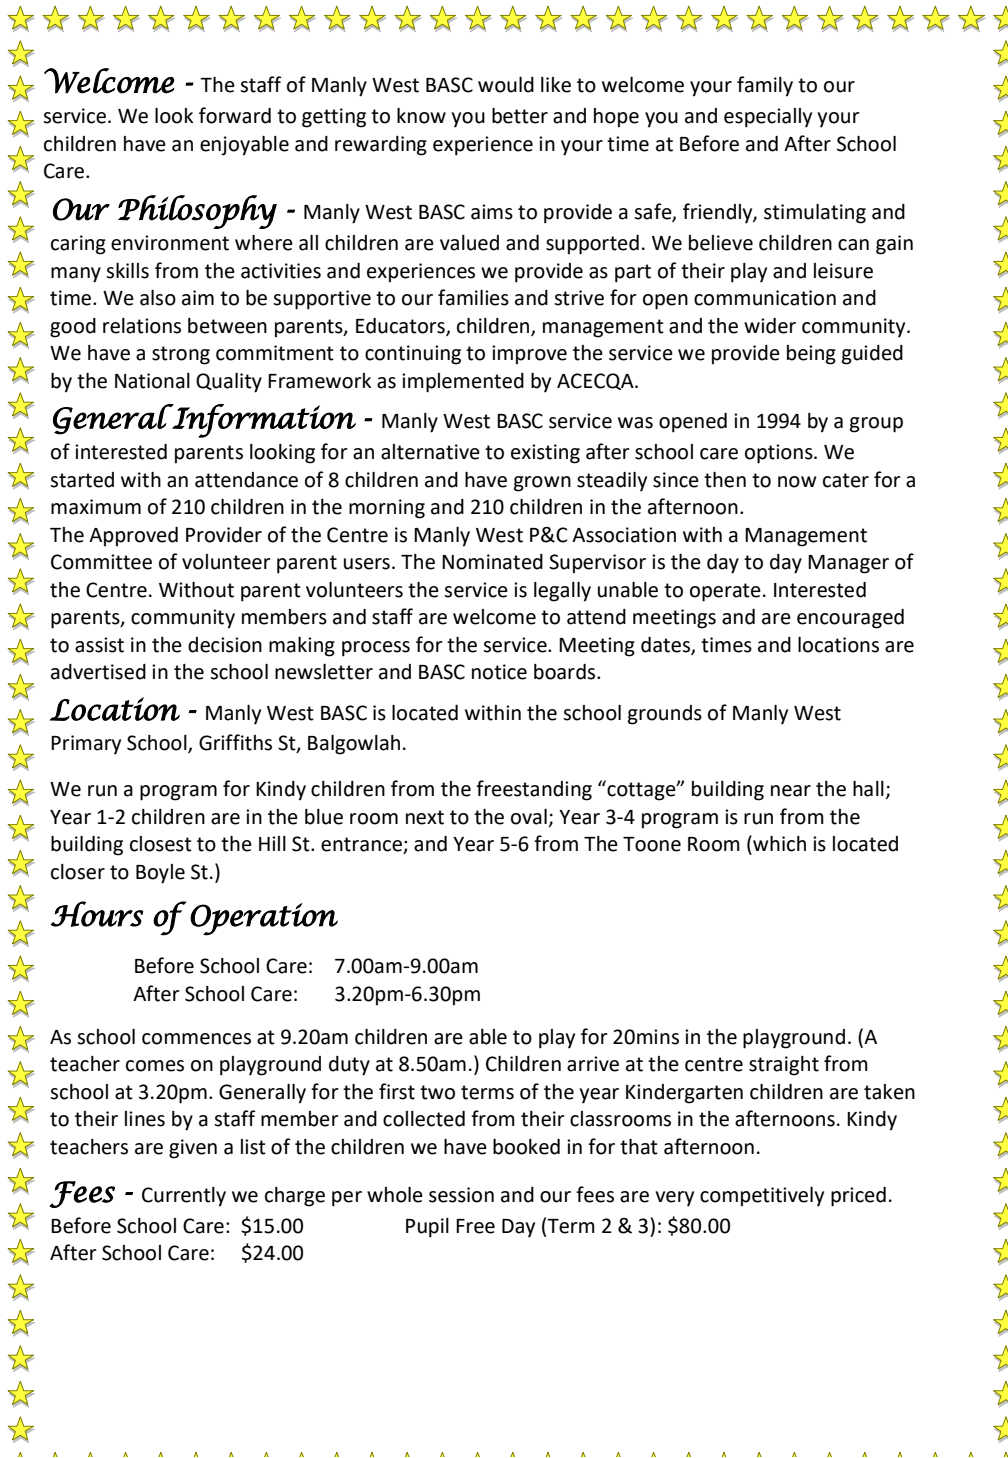 Welcome - The staff of Manly West BASC would like to welcome your family to our
service. We look forward to getting to know you better and hope you and especially your
children have an enjoyable and rewarding experience in your time at Before and After School
Care.
Our Philosophy - Manly West BASC aims to provide a safe, friendly, stimulating and
caring environment where all children are valued and supported. We believe children can gain
many skills from the activities and experiences we provide as part of their play and leisure
time. We also aim to be supportive to our families and strive for open communication and
good relations between parents, Educators, children, management and the wider community.
We have a strong commitment to continuing to improve the service we provide being guided
by the National Quality Framework as implemented by ACECQA.
General Information - Manly West BASC service was opened in 1994 by a group
of interested parents looking for an alternative to existing after school care options. We
started with an attendance of 8 children and have grown steadily since then to now cater for a
maximum of 210 children in the morning and 210 children in the afternoon.
The Approved Provider of the Centre is Manly West P&C Association with a Management
Committee of volunteer parent users. The Nominated Supervisor is the day to day Manager of
the Centre. Without parent volunteers the service is legally unable to operate. Interested
parents, community members and staff are welcome to attend meetings and are encouraged
to assist in the decision making process for the service. Meeting dates, times and locations are
advertised in the school newsletter and BASC notice boards.
Location - Manly West BASC is located within the school grounds of Manly West
Primary School, Griffiths St, Balgowlah.
We run a program for Kindy children from the freestanding “cottage” building near the hall;
Year 1-2 children are in the blue room next to the oval; Year 3-4 program is run from the
building closest to the Hill St. entrance; and Year 5-6 from The Toone Room (which is located
closer to Boyle St.)
Hours of Operation
Before School Care: 7.00am-9.00am
After School Care: 3.20pm-6.30pm
As school commences at 9.20am children are able to play for 20mins in the playground. (A
teacher comes on playground duty at 8.50am.) Children arrive at the centre straight from
school at 3.20pm. Generally for the first two terms of the year Kindergarten children are taken
to their lines by a staff member and collected from their classrooms in the afternoons. Kindy
teachers are given a list of the children we have booked in for that afternoon.
Fees - Currently we charge per whole session and our fees are very competitively priced.
Before School Care: $15.00 Pupil Free Day (Term 2 & 3): $80.00
After School Care: $24.00